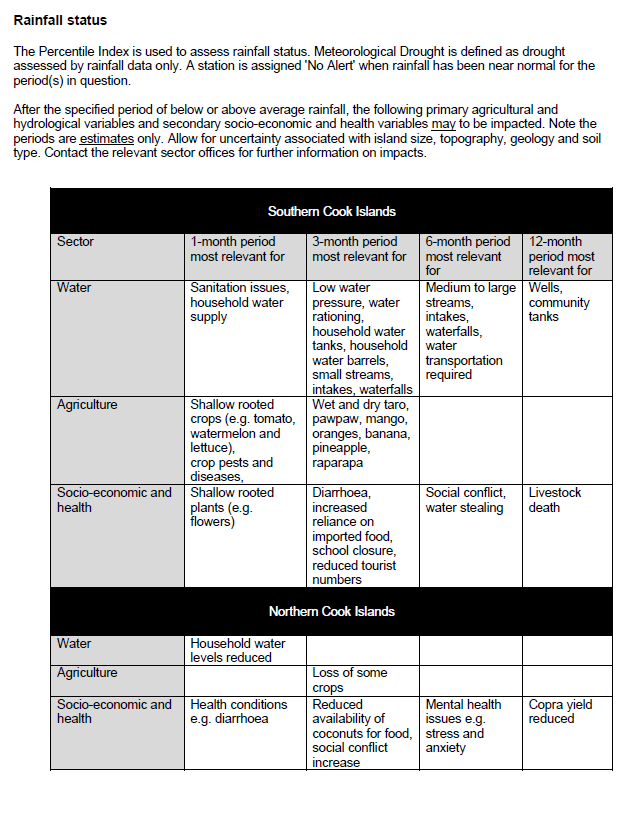 Rainfall status
The Percentile Index is used to assess rainfall status. Meteorological Drought is defined as drought
assessed by rainfall data only. A station is assigned 'No Alert' when rainfall has been near normal for the
period(s) in question.
After the specified period of below or above average rainfall, the following primary agricultural and
hydrological variables and secondary socio-economic and health variables may to be impacted. Note the
periods are estimates only. Allow for uncertainty associated with island size, topography, geology and soil
type. Contact the relevant sector offices for further information on impacts.
Southern Cook Islands
Sector
1-month period
most relevant for
3-month period
most relevant for
6-month period
most relevant
for
12-month
period most
relevant for
Water
Sanitation issues,
household water
supply
Low water
pressure, water
rationing,
household water
tanks, household
water barrels,
small streams,
intakes, waterfalls
Medium to large
streams,
intakes,
waterfalls,
water
transportation
required
Wells,
community
tanks
Agriculture
Shallow rooted
crops (e.g. tomato,
watermelon and
lettuce),
crop pests and
diseases,
Wet and dry taro,
pawpaw, mango,
oranges, banana,
pineapple,
raparapa
Socio-economic and
health
Shallow rooted
plants (e.g.
flowers)
Diarrhoea,
increased
reliance on
imported food,
school closure,
reduced tourist
numbers
Social conflict,
water stealing
Livestock
death
Northern Cook Islands
Water
Household water
levels reduced
Agriculture
Loss of some
crops
Socio-economic and
health
Health conditions
e.g. diarrhoea
Reduced
availability of
coconuts for food,
social conflict
increase
Mental health
issues e.g.
stress and
anxiety
Copra yield
reduced